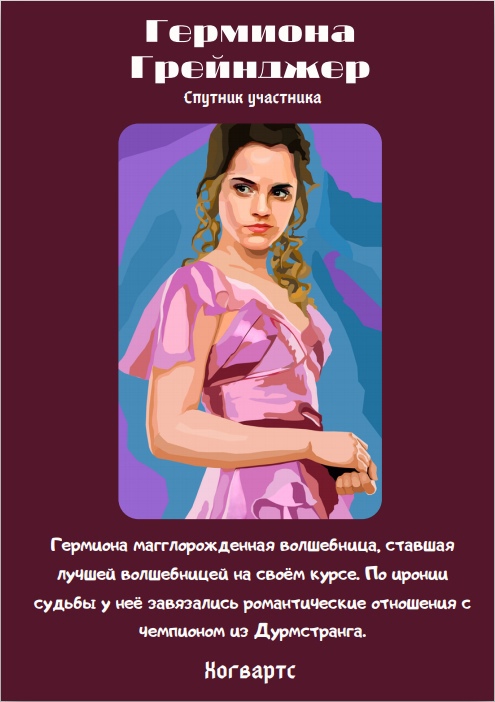 Гермиона
Грейнджер
Спутник участника
Гермиона магглорожденная волшебница, ставшая
лучшей волшебницей на своём курсе. По иронии
судьбы у неё завязались романтические отношения с
чемпионом из Дурмстранга.
Хогвартс